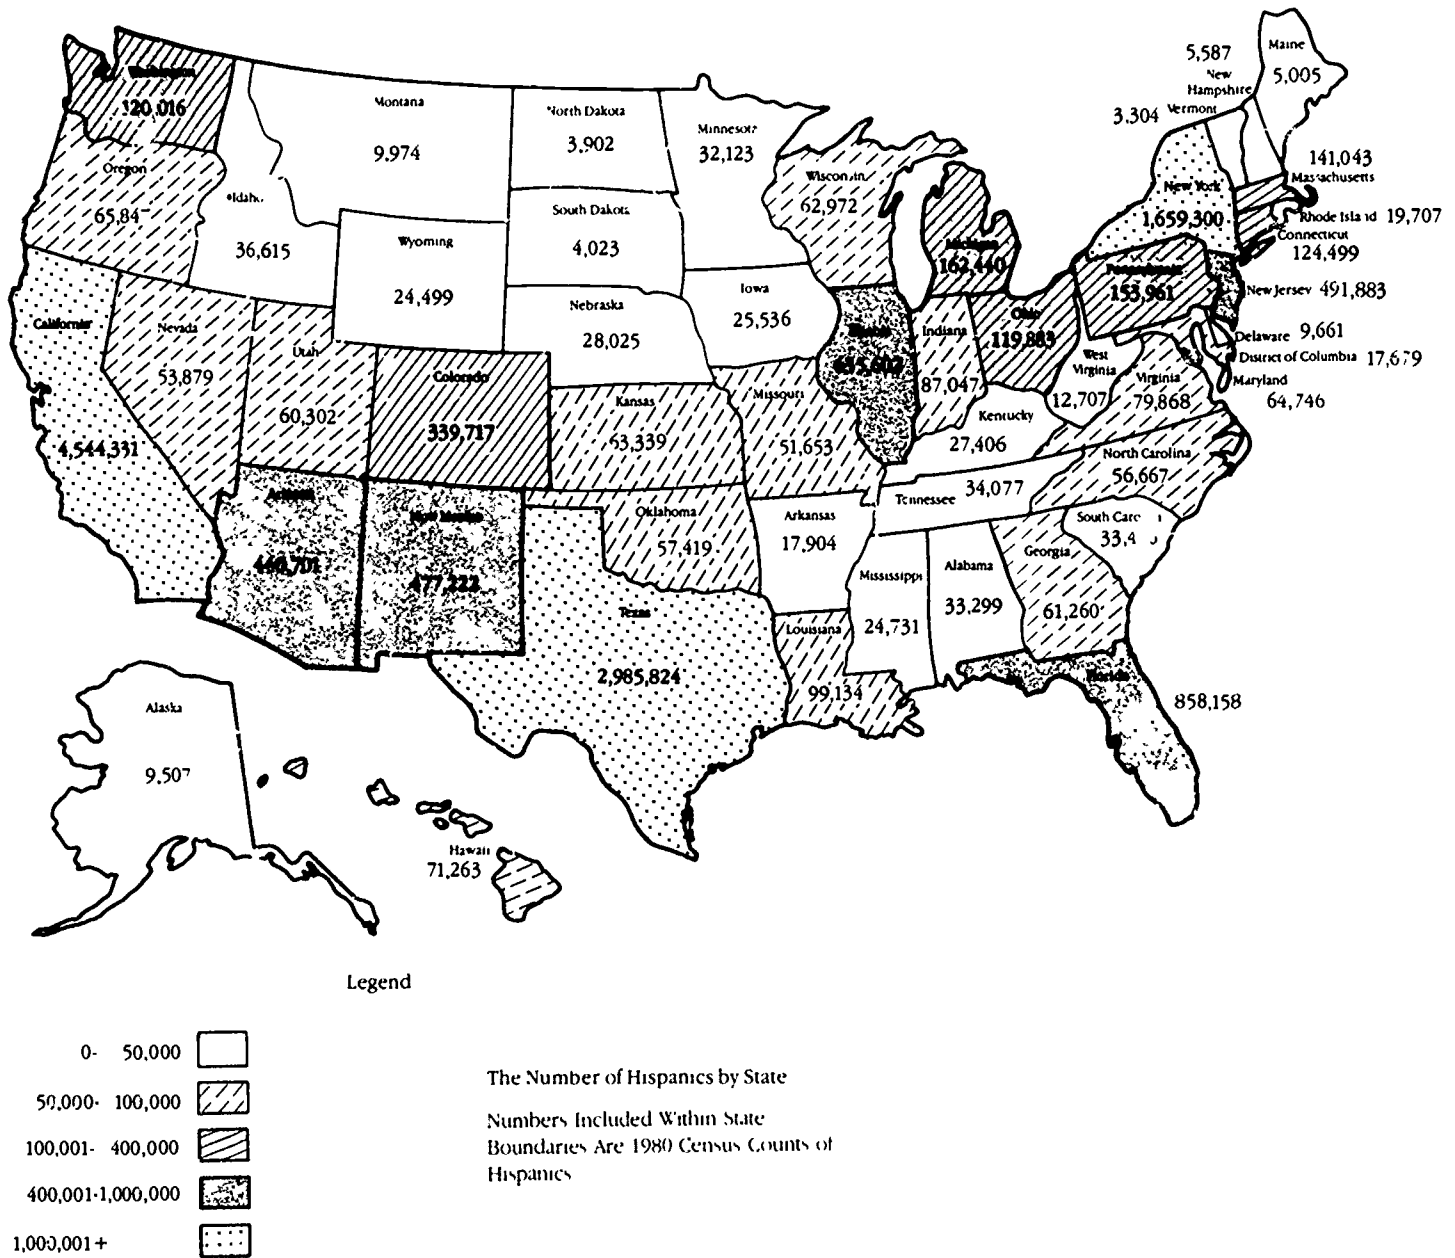 Washington
120,016
Oregon
Idaho
36,615
Montana
9,974
North Dakota
3,902
Minnesota
32,123
Wisconsin
62,972
South Dakota
4,023
Wyoming
24,499
Nebraska
28,025
Iowa
25,536
Michigan
162,440
Illinois
Indiana
87,047
Ohio
119,883
Pennsylvania
153,961
New York
1,659,300
5,587
New
Hampshire
Maine
5,005
3,304 Vermont
141,043
Massachusetts
Rhode Island 19,707
Connecticut
124,499
New Jersey 491,883
Delaware 9,661
District of Columbia 17,679
Maryland
64,746
West
Virginia
12,707
Virginia
79,868
Kentucky
27,406
North Carolina
56,667
Tennessee 34,077
South
Georgia
61,260
Alabama
33,299
Mississippi
24,731
Arkansas
17,904
Louisiana
99,134
Florida
858,158
California
4,544,331
Nevada
53,879
Utah
60,302
Colorado
339,717
Kansas
63,339
Missouri
51,653
Oklahoma
57,419
Arizona
440,701
New Mexico
477,222
Texas
2,985,824
Alaska
9,507
Hawaii
71,263
Legend
0- 50,000
50,000- 100,000
100,001- 400,000
400,001-1,000,000
1,000,001+
The Number of Hispanics by State
Numbers Included Within State
Boundaries Are 1980 Census Counts of
Hispanics